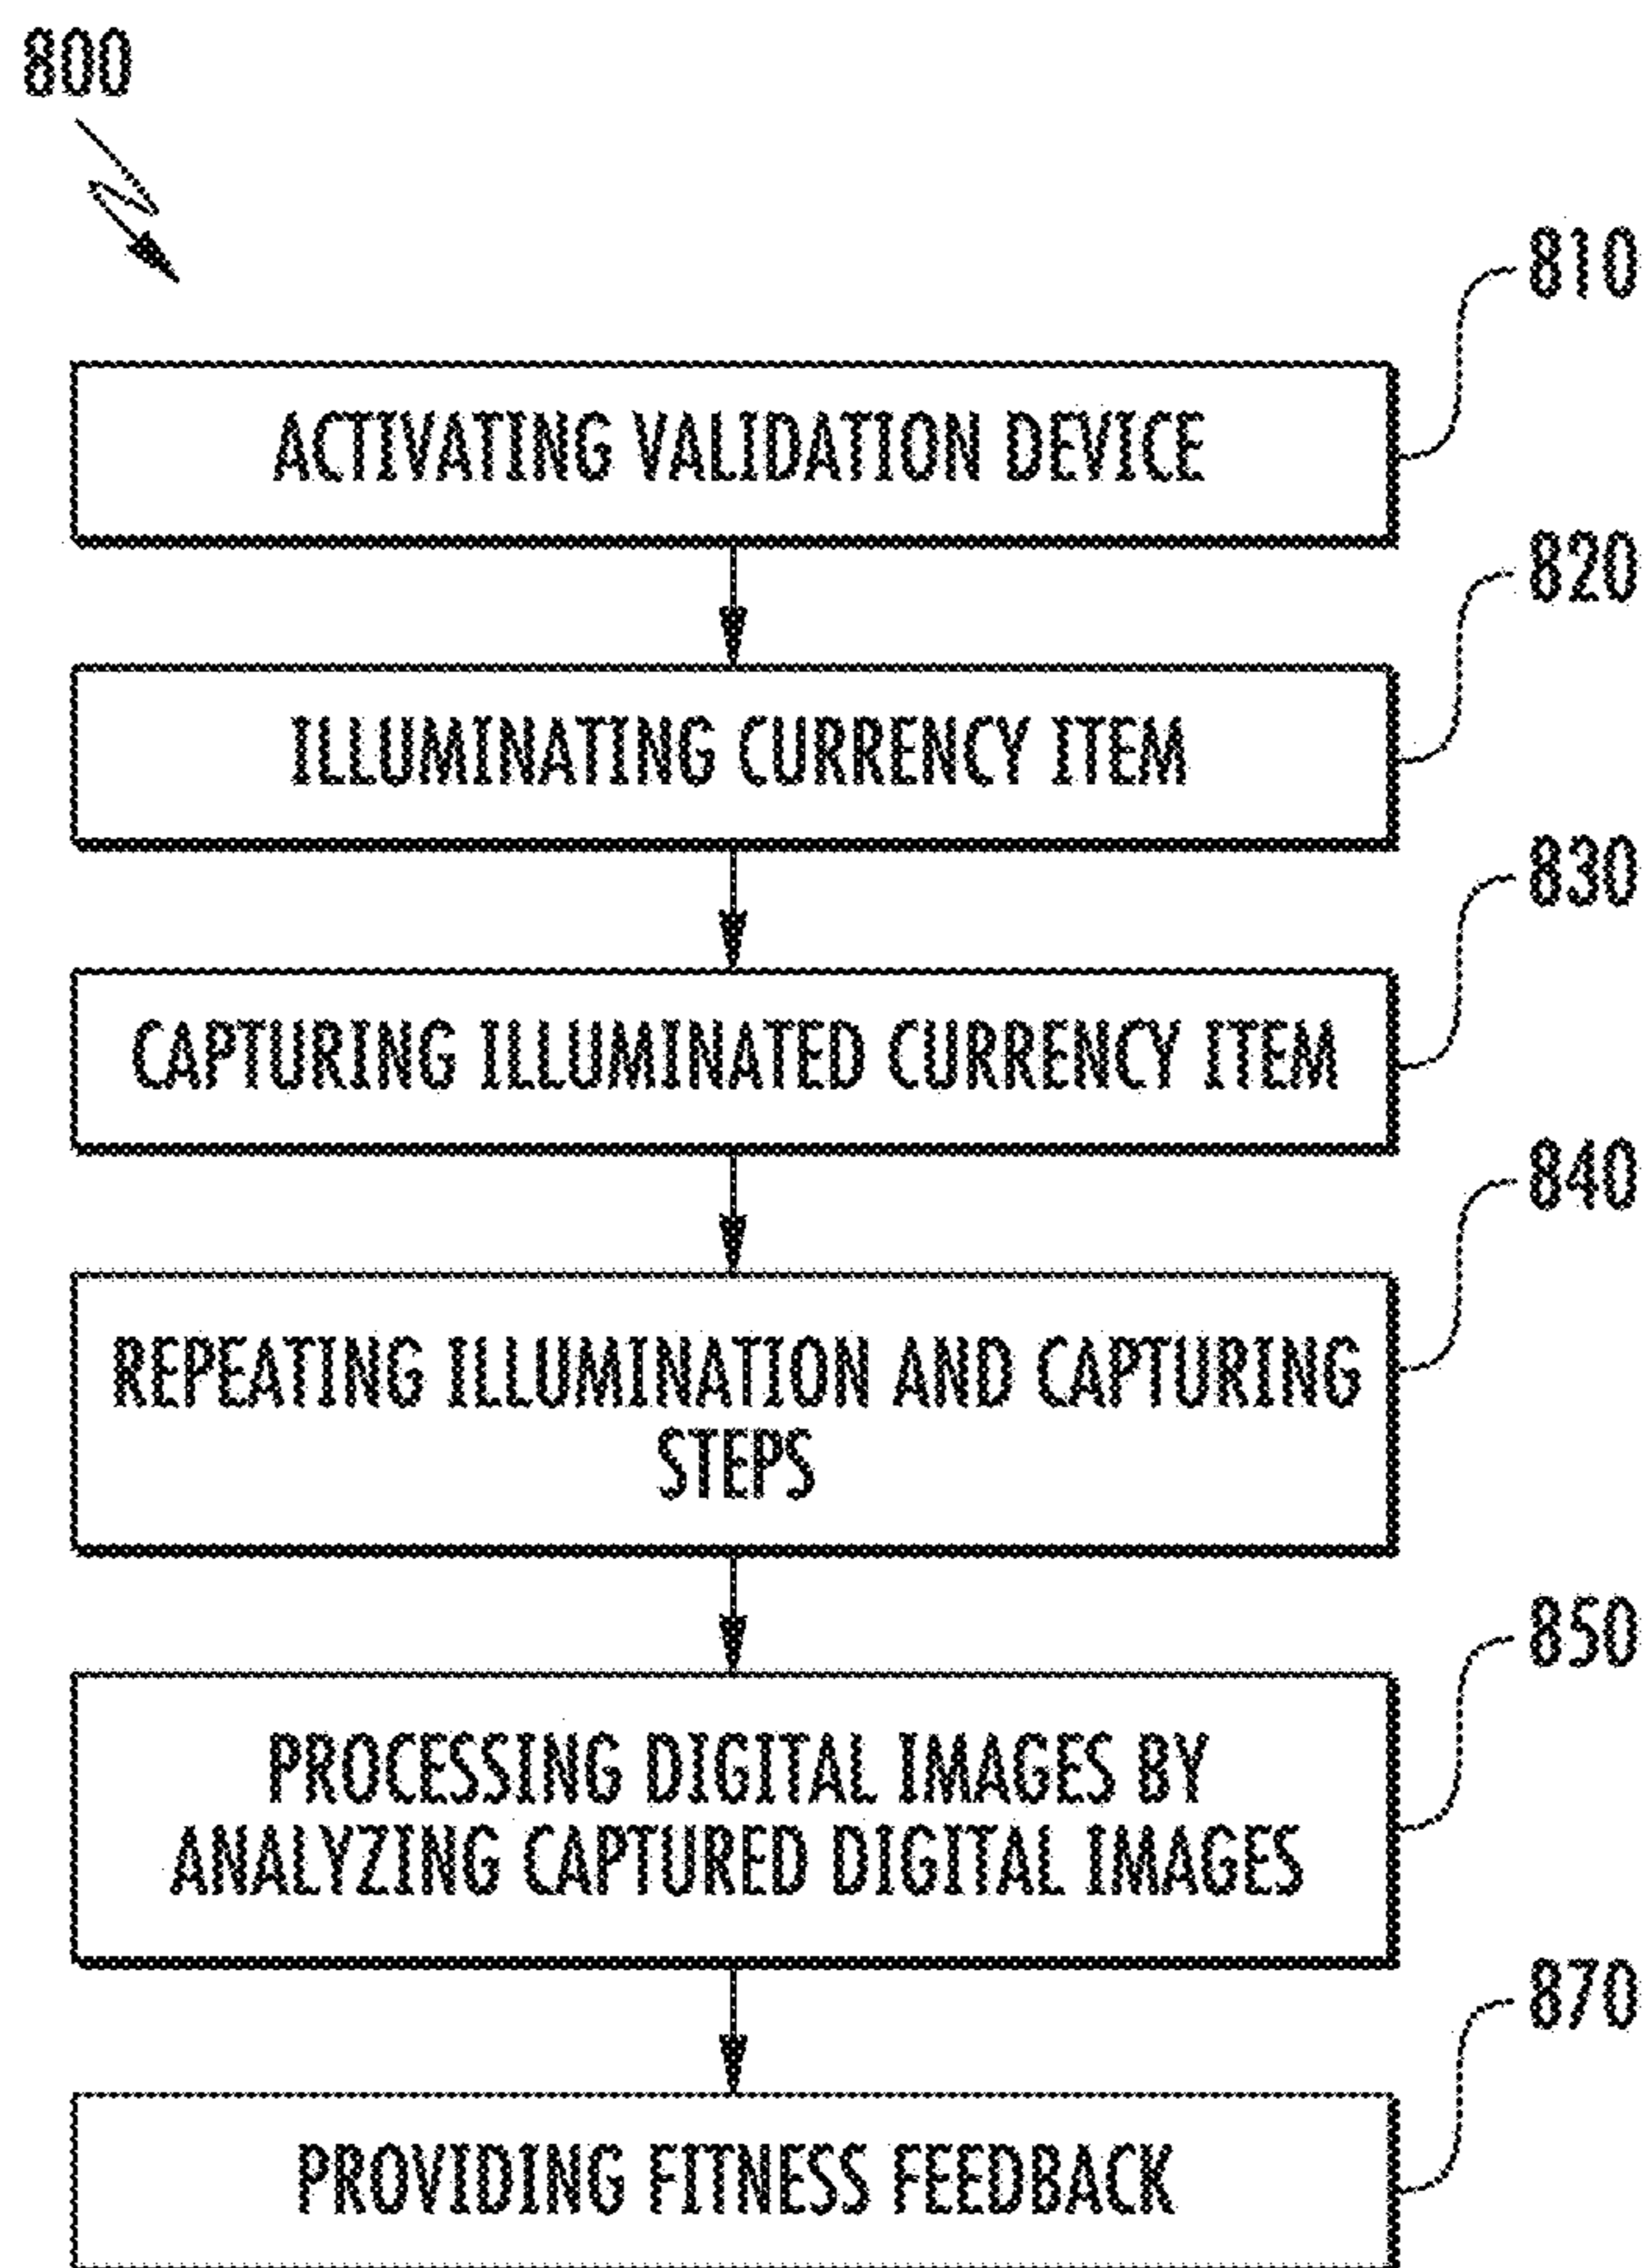 800
810
ACTIVATING VALIDATION DEVICE
820
ILLUMINATING CURRENCY ITEM
830
CAPTURING ILLUMINATED CURRENCY ITEM
840
REPEATING ILLUMINATION AND CAPTURING
STEPS
850
PROCESSING DIGITAL IMAGES BY
ANALYZING CAPTURED DIGITAL IMAGES
870
PROVIDING FITNESS FEEDBACK